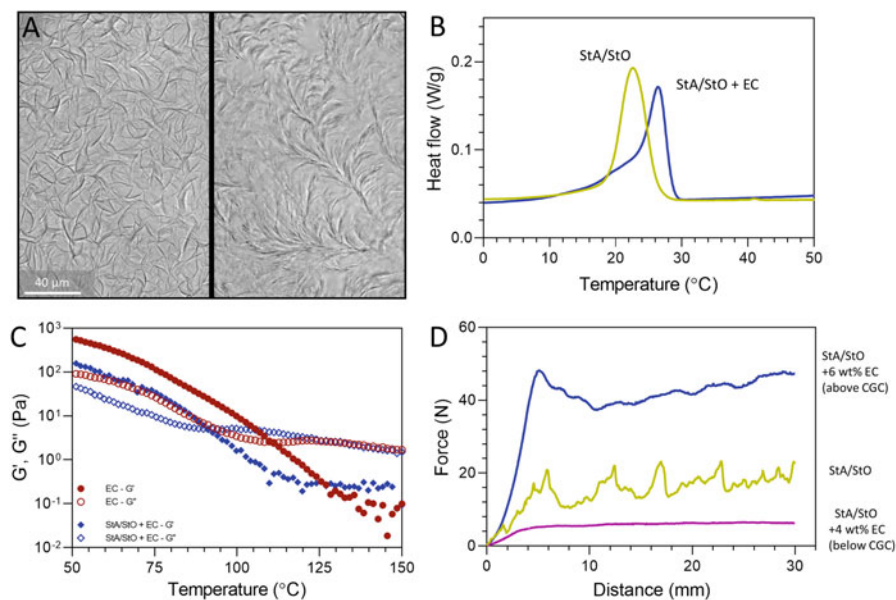 A
40 µm
B
StA/StO
StA/StO + EC
0.2
0.1
0.0
Heat flow (W/g)
0 10 20 30 40 50
Temperature (°C)
C
10³
10²
10¹
10⁰
10⁻¹
10⁻²
G', G" (Pa)
EC - G'
EC - G"
StA/StO + EC - G'
StA/StO + EC - G"
50 75 100 125 150
Temperature (°C)
D
60
40
20
0
Force (N)
0 10 20 30
Distance (mm)
StA/StO
+6 wt% EC
(above CGC)
StA/StO
StA/StO
+4 wt% EC
(below CGC)